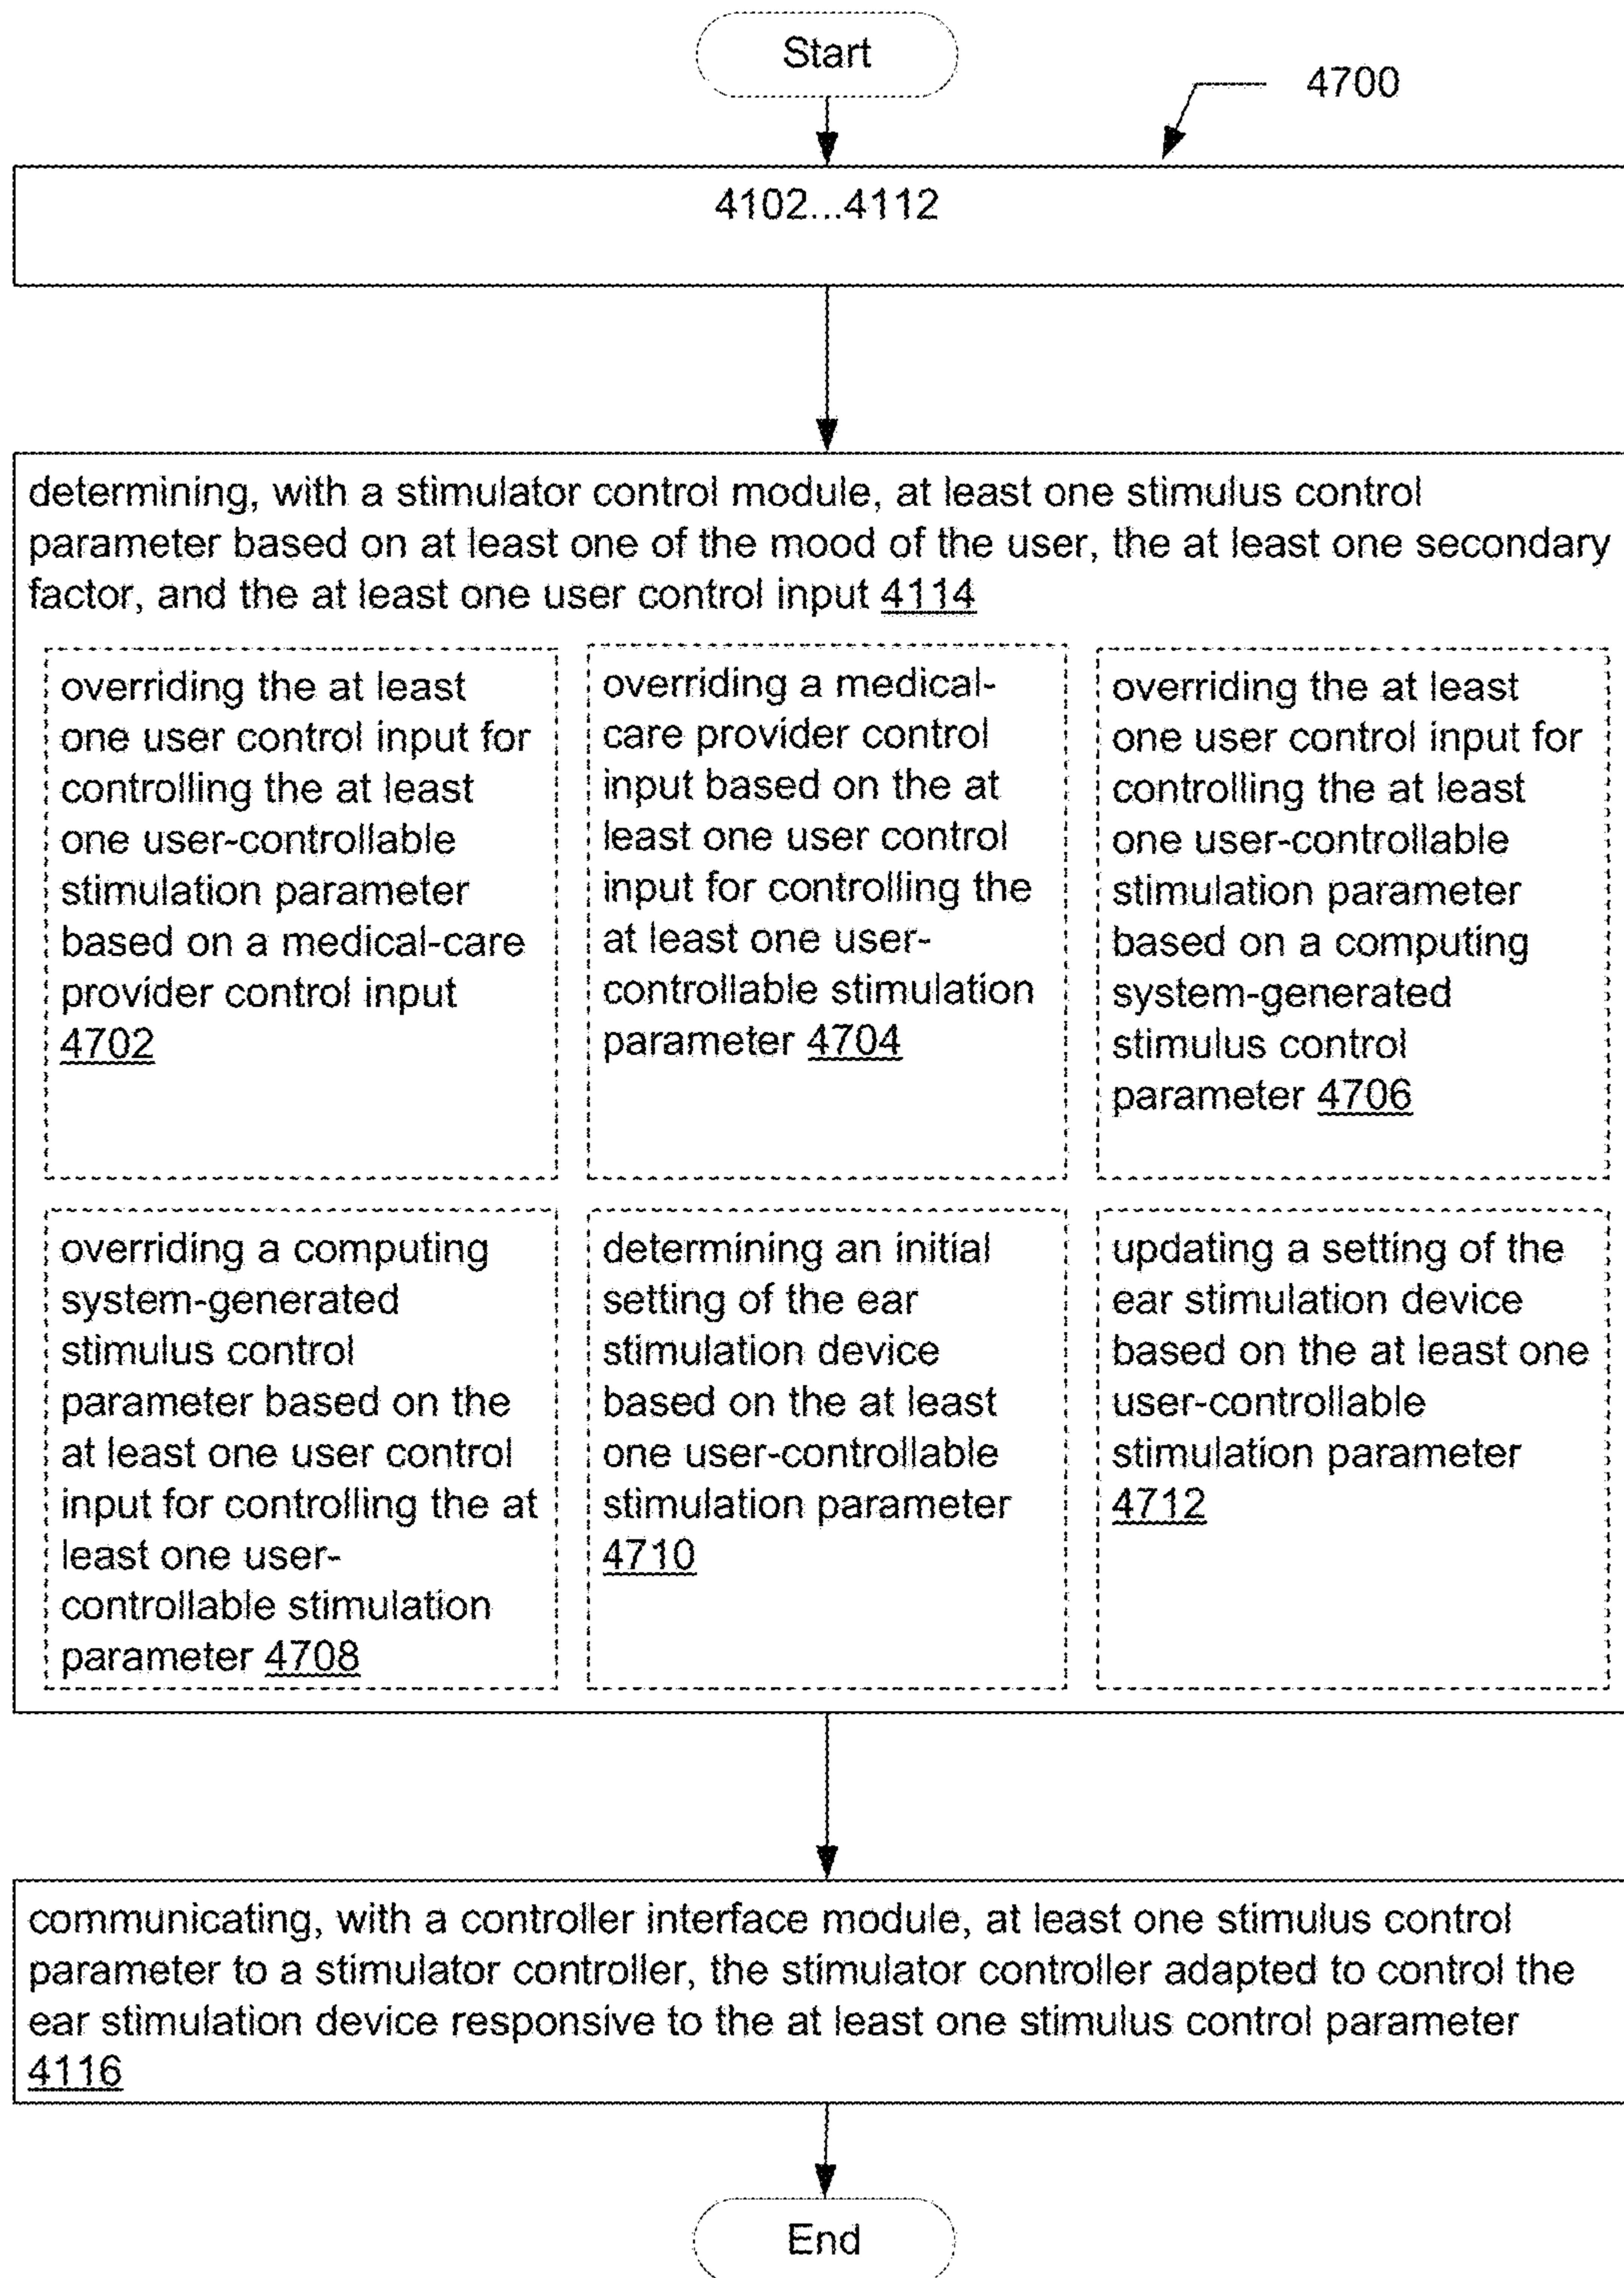 Start
4700
4102...4112
determining, with a stimulator control module, at least one stimulus control
parameter based on at least one of the mood of the user, the at least one secondary
factor, and the at least one user control input 4114
overriding the at least
one user control input for
controlling the at least
one user-controllable
stimulation parameter
based on a medical-care
provider control input
4702
overriding a medical-
care provider control
input based on the at
least one user control
input for controlling the
at least one user-
controllable stimulation
parameter 4704
overriding the at least
one user control input for
controlling the at least
one user-controllable
stimulation parameter
based on a computing
system-generated
stimulus control
parameter 4706
overriding a computing
system-generated
stimulus control
parameter based on the
at least one user control
input for controlling the at
least one user-
controllable stimulation
parameter 4708
determining an initial
setting of the ear
stimulation device
based on the at least
one user-controllable
stimulation parameter
4710
updating a setting of the
ear stimulation device
based on the at least one
user-controllable
stimulation parameter
4712
communicating, with a controller interface module, at least one stimulus control
parameter to a stimulator controller, the stimulator controller adapted to control the
ear stimulation device responsive to the at least one stimulus control parameter
4116
End